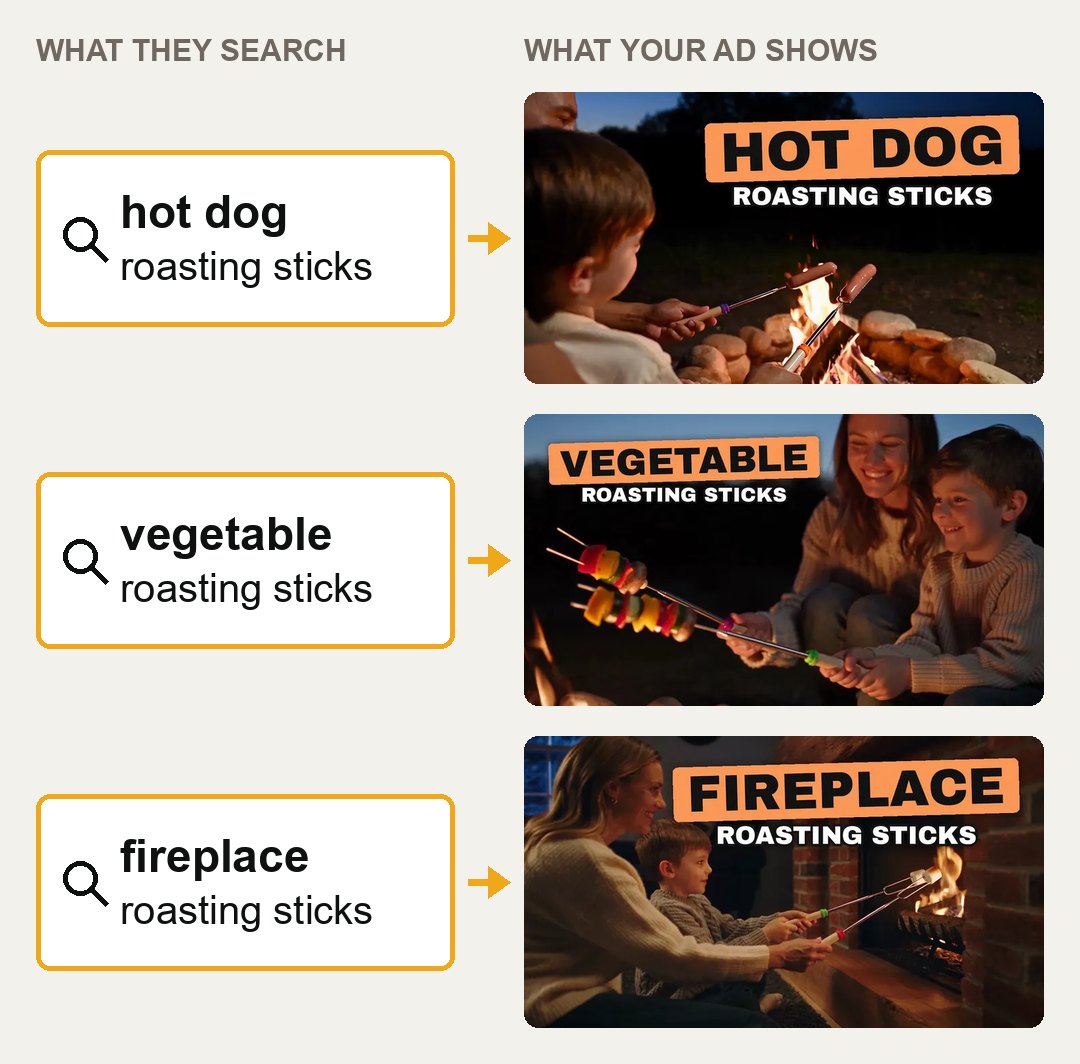 WHAT THEY SEARCH
WHAT YOUR AD SHOWS
hot dog
roasting sticks
HOT DOG
ROASTING STICKS
vegetable
roasting sticks
VEGETABLE
ROASTING STICKS
fireplace
roasting sticks
FIREPLACE
ROASTING STICKS